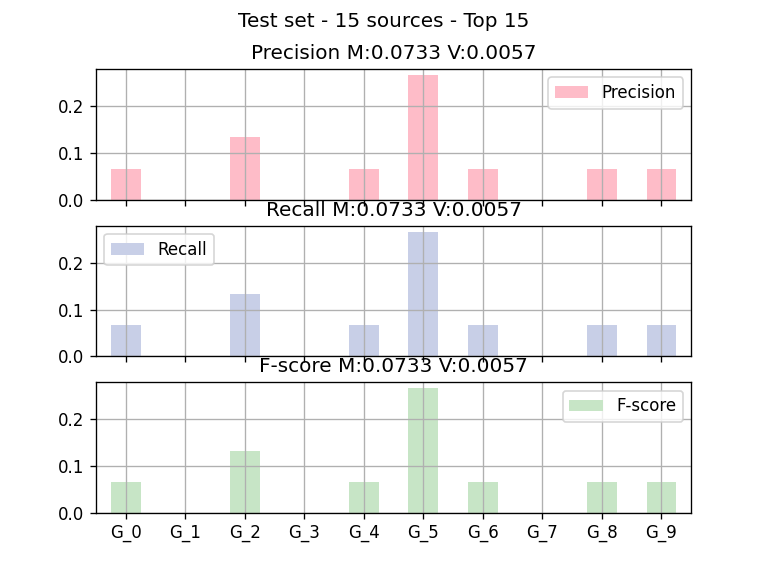 Test set - 15 sources - Top 15
Precision M:0.0733 V:0.0057
Precision
0.2
0.1
0.0
Recall M:0.0733 V:0.0057
Recall
0.2
0.1
0.0
F-score M:0.0733 V:0.0057
F-score
0.2
0.1
0.0
G_0 G_1 G_2 G_3 G_4 G_5 G_6 G_7 G_8 G_9